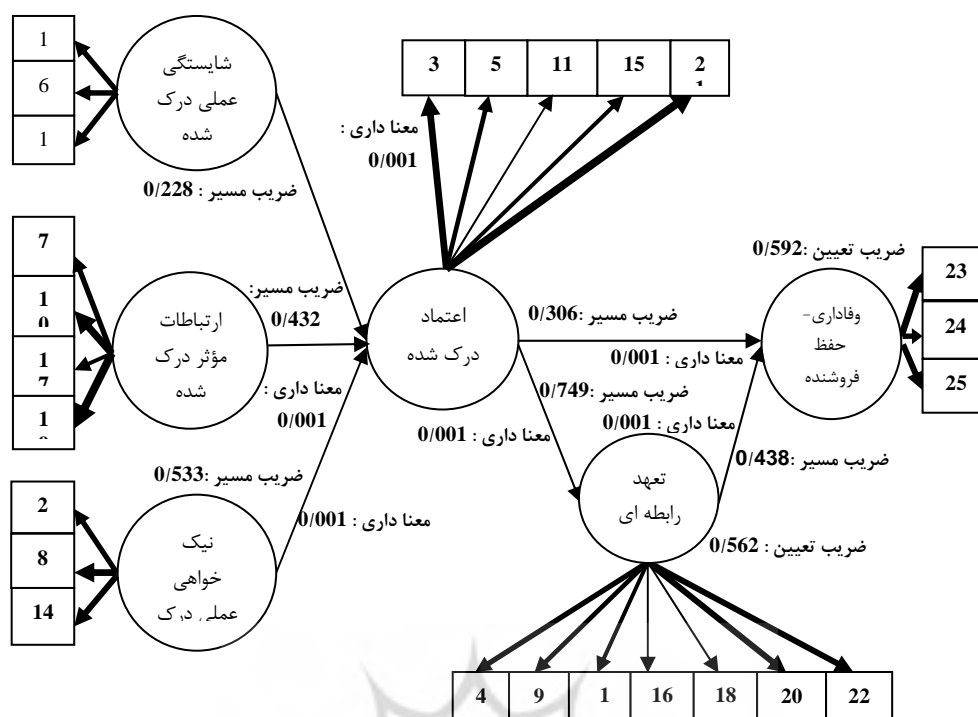 1
6
1
شایستگی
عملی درک
شده
ضریب مسیر : 0/228
3 5 11 15 2
معنا داری :
0/001
7
1
1
1
ارتباطات
مؤثر درک
شده
ضریب مسیر:
0/432
معنا داری :
0/001
اعتماد
درک شده
ضریب مسیر :0/306
معنا داری :0/001
ضریب مسیر :0/749
معنا داری :0/001
معنا داری : 0/001
ضریب تعیین :0/592
وفاداری-
حفظ
فروشنده
23
24
25
ضریب مسیر :0/438
تعهد
رابطه ای
ضریب تعیین : 0/562
2
8
14
نیک
خواهی
عملی درک
ضریب مسیر :0/533
معنا داری :0/001
4 9 1 16 18 20 22